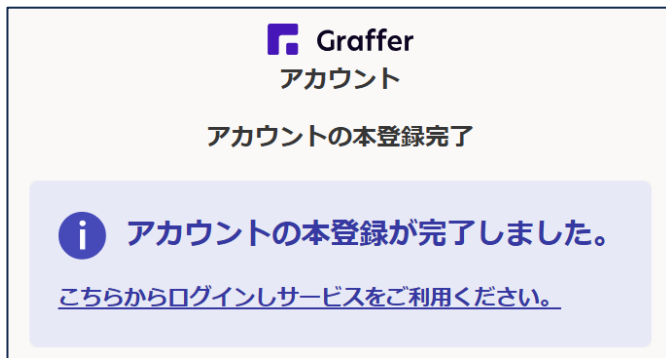 Graffer
アカウント
アカウントの本登録完了
アカウントの本登録が完了しました。
こちらからログインしサービスをご利用ください。